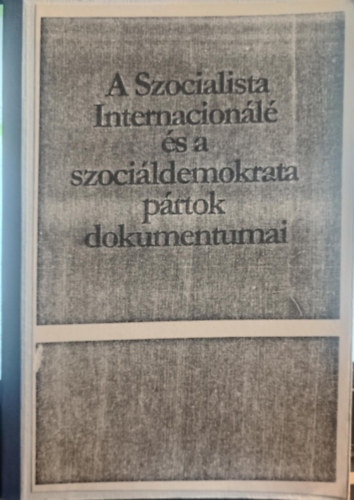 A Szocialista
Internacionálé
és a
szociáldemokrata
pártok
dokumentumai